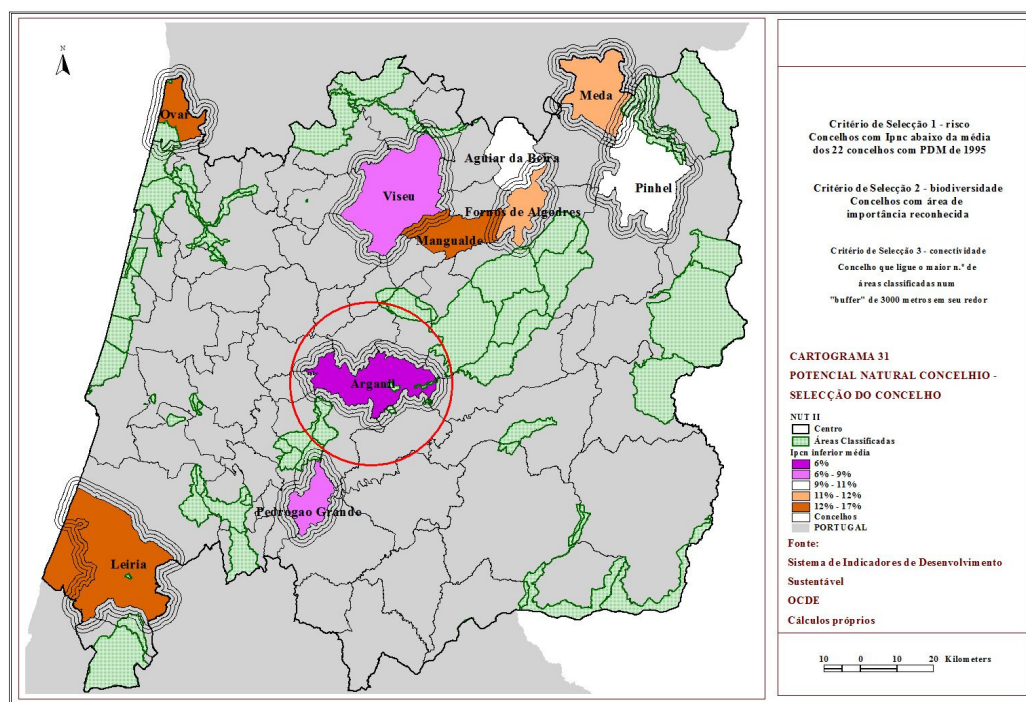 N
Ovar
Meda
Aguiar da Beira
Pinhel
Viseu
Fornos de Algodres
Mangualde
Arganil
Pedrogao Grande
Leiria
Critério de Selecção 1 - risco
Concelhos com Ipnc abaixo da média
dos 22 concelhos com PDM de 1995
Critério de Selecção 2 - biodiversidade
Concelhos com área de
importância reconhecida
Critério de Selecção 3 - conectividade
Concelho que ligue o maior n.º de
áreas classificadas num
"buffer" de 3000 metros em seu redor
CARTOGRAMA 31
POTENCIAL NATURAL CONCELHIO -
SELECÇÃO DO CONCELHO
NUT II
Centro
Áreas Classificadas
Ipcn inferior média
6%
6% - 9%
9% - 11%
11% - 12%
12% - 17%
Concelhos
PORTUGAL
Fonte:
Sistema de Indicadores de Desenvolvimento
Sustentável
OCDE
Cálculos próprios
10 0 10 20 Kilometers